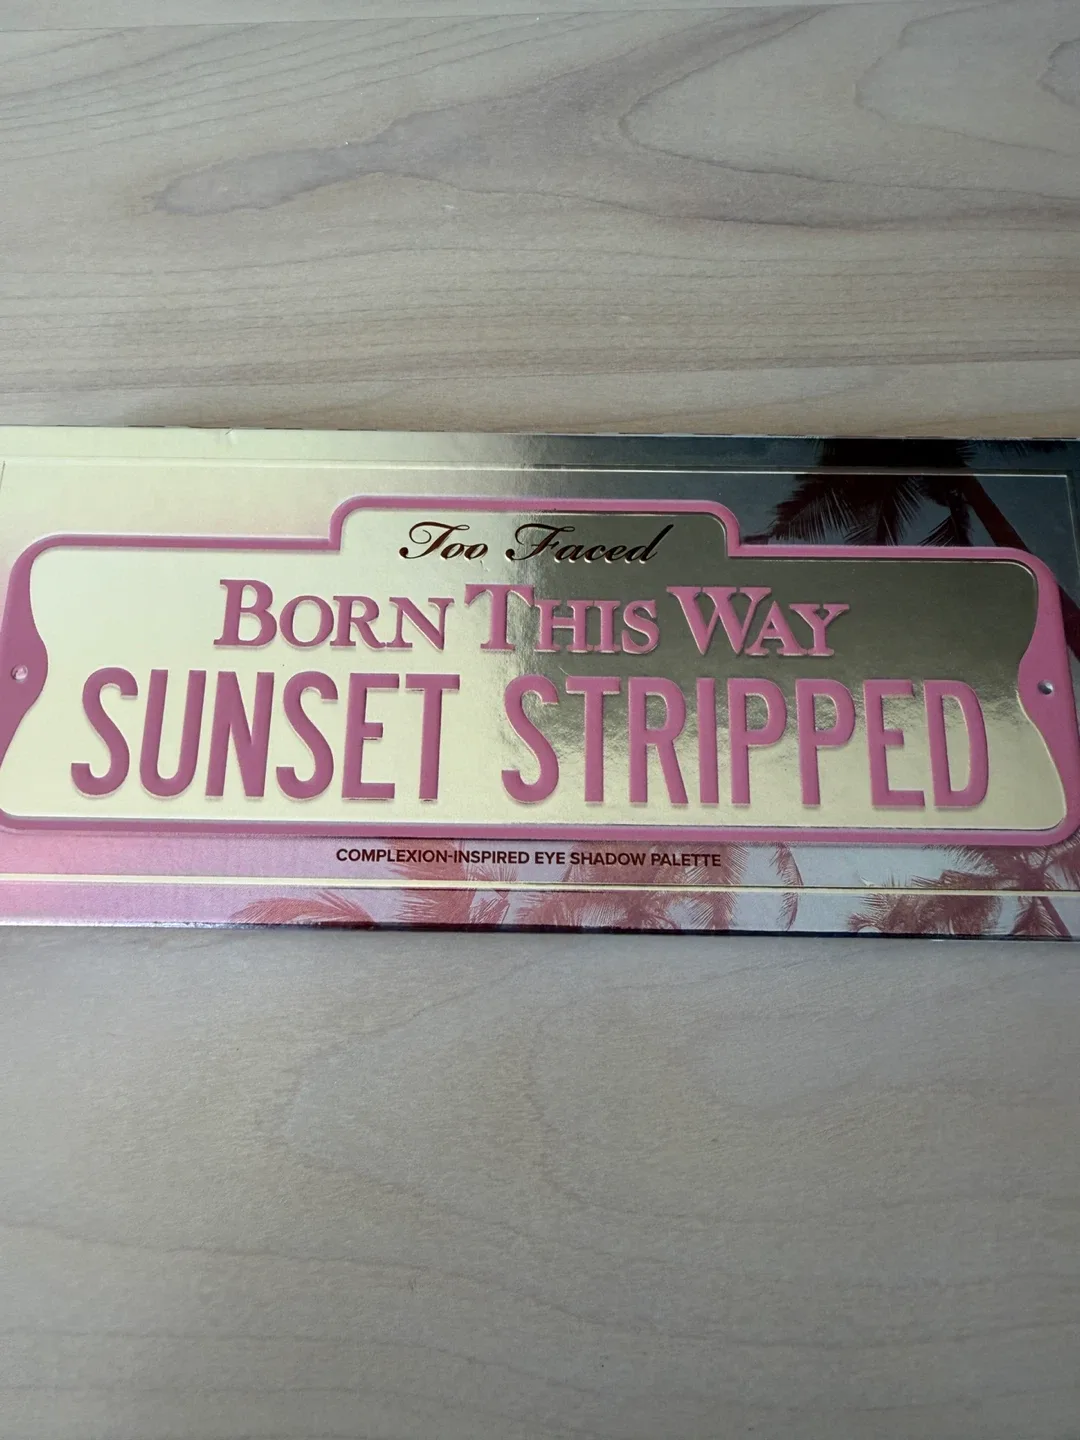 Too Faced
BORN THIS WAY
SUNSET STRIPPED
COMPLEXION-INSPIRED EYE SHADOW PALETTE